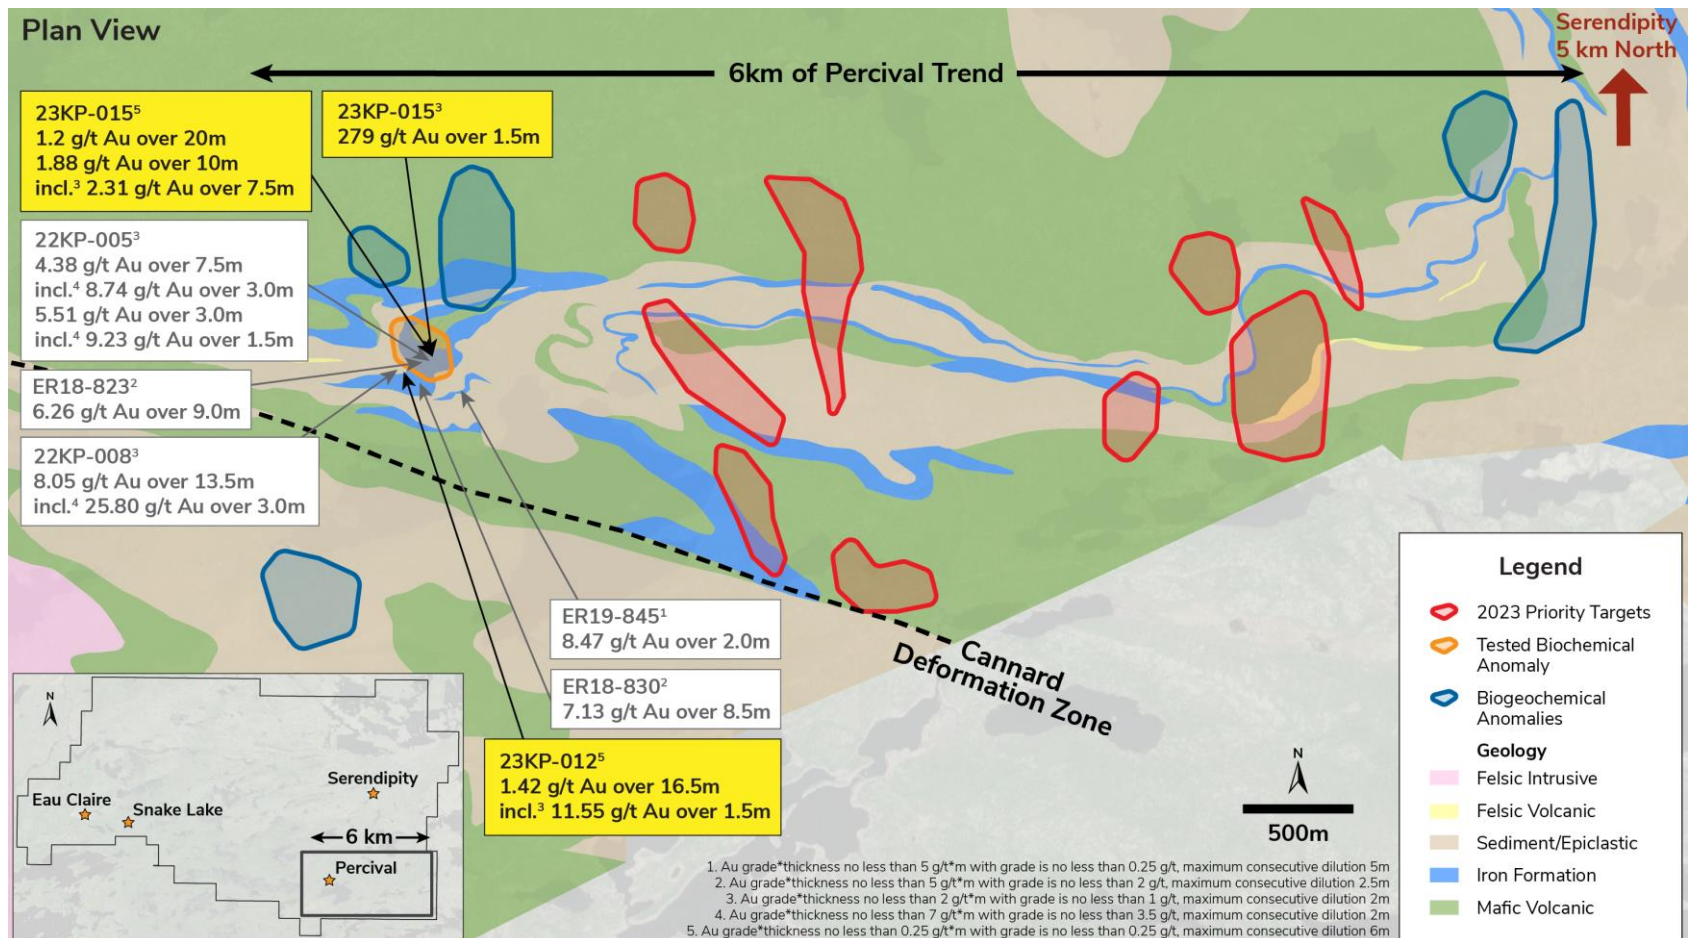 Plan View
Serendipity
5 km North
6km of Percival Trend
23KP-015⁵
1.2 g/t Au over 20m
1.88 g/t Au over 10m
incl.³ 2.31 g/t Au over 7.5m
23KP-015³
279 g/t Au over 1.5m
22KP-005³
4.38 g/t Au over 7.5m
incl.⁴ 8.74 g/t Au over 3.0m
5.51 g/t Au over 3.0m
incl.⁴ 9.23 g/t Au over 1.5m
ER18-823²
6.26 g/t Au over 9.0m
22KP-008³
8.05 g/t Au over 13.5m
incl.⁴ 25.80 g/t Au over 3.0m
ER19-845¹
8.47 g/t Au over 2.0m
ER18-830²
7.13 g/t Au over 8.5m
23KP-012⁵
1.42 g/t Au over 16.5m
incl.³ 11.55 g/t Au over 1.5m
Cannard
Deformation Zone
N
Eau Claire
Snake Lake
Serendipity
6 km
Percival
N
500m
Legend
2023 Priority Targets
Tested Biochemical
Anomaly
Biogeochemical
Anomalies
Geology
Felsic Intrusive
Felsic Volcanic
Sediment/Epiclastic
Iron Formation
Mafic Volcanic
1. Au grade*thickness no less than 5 g/t*m with grade is no less than 0.25 g/t, maximum consecutive dilution 5m
2. Au grade*thickness no less than 5 g/t*m with grade is no less than 2 g/t, maximum consecutive dilution 2.5m
3. Au grade*thickness no less than 2 g/t*m with grade is no less than 1 g/t, maximum consecutive dilution 2m
4. Au grade*thickness no less than 7 g/t*m with grade is no less than 3.5 g/t, maximum consecutive dilution 2m
5. Au grade*thickness no less than 0.25 g/t*m with grade is no less than 0.25 g/t, maximum consecutive dilution 6m